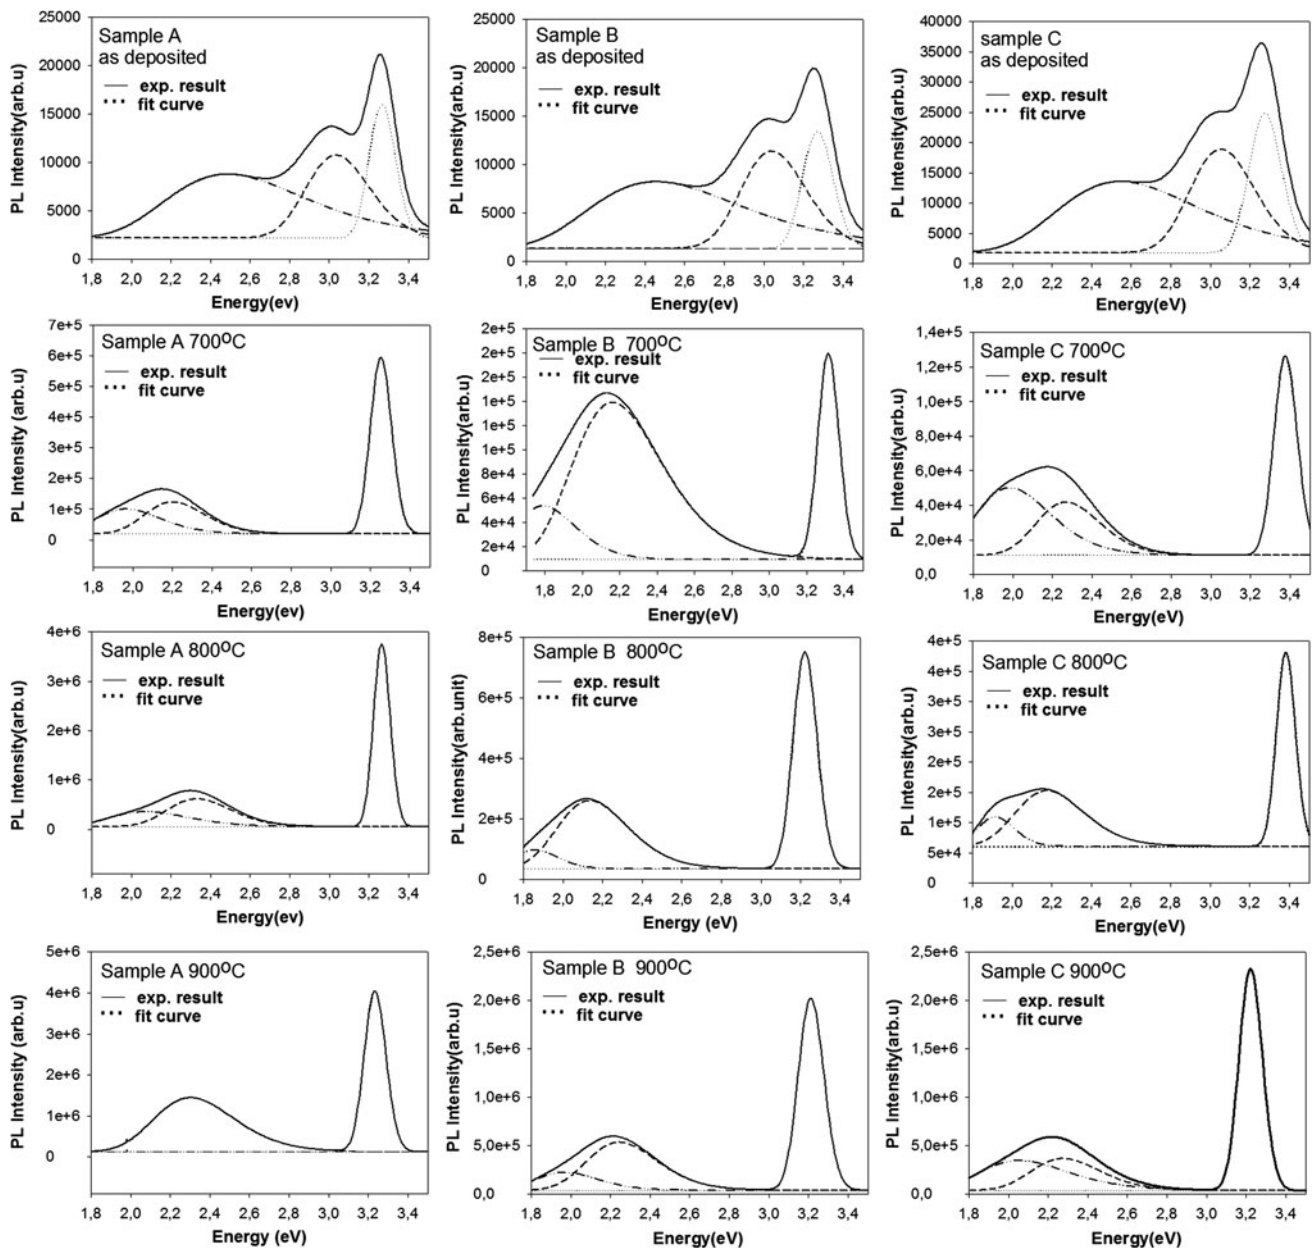 Sample A
as deposited
exp. result
fit curve
PL Intensity(arb.u)
25000
20000
15000
10000
5000
0
1,8 2,0 2,2 2,4 2,6 2,8 3,0 3,2 3,4
Energy(ev)
Sample B
as deposited
exp. result
fit curve
PL Intensity(arb.u)
25000
20000
15000
10000
5000
0
1,8 2,0 2,2 2,4 2,6 2,8 3,0 3,2 3,4
Energy(ev)
sample C
as deposited
exp. result
fit curve
PL Intensity(arb.u)
40000
35000
30000
25000
20000
15000
10000
5000
0
1,8 2,0 2,2 2,4 2,6 2,8 3,0 3,2 3,4
Energy(eV)
Sample A 700ºC
exp. result
fit curve
PL Intensity (arb.u)
7e+5
6e+5
5e+5
4e+5
3e+5
2e+5
1e+5
0
1,8 2,0 2,2 2,4 2,6 2,8 3,0 3,2 3,4
Energy(ev)
Sample B 700ºC
exp. result
fit curve
PL Intensity(arb.u)
2e+5
2e+5
2e+5
1e+5
1e+5
1e+5
8e+4
6e+4
4e+4
2e+4
0
1,8 2,0 2,2 2,4 2,6 2,8 3,0 3,2 3,4
Energy(eV)
Sample C 700ºC
exp. result
fit curve
PL Intensity(arb.u)
1,4e+5
1,2e+5
1,0e+5
8,0e+4
6,0e+4
4,0e+4
2,0e+4
0,0
1,8 2,0 2,2 2,4 2,6 2,8 3,0 3,2 3,4
Energy(eV)
Sample A 800ºC
exp. result
fit curve
PL Intensity(arb.u)
4e+6
3e+6
2e+6
1e+6
0
1,8 2,0 2,2 2,4 2,6 2,8 3,0 3,2 3,4
Energy(ev)
Sample B 800ºC
exp. result
fit curve
PL Intensity(arb.unit)
8e+5
6e+5
4e+5
2e+5
0
1,8 2,0 2,2 2,4 2,6 2,8 3,0 3,2 3,4
Energy (eV)
Sample C 800ºC
exp. result
fit curve
PL Intensity(arb.u)
4e+5
4e+5
3e+5
3e+5
2e+5
2e+5
1e+5
5e+4
0
1,8 2,0 2,2 2,4 2,6 2,8 3,0 3,2 3,4
Energy (eV)
Sample A 900ºC
exp. result
fit curve
PL Intensity (arb.u)
5e+6
4e+6
3e+6
2e+6
1e+6
0
1,8 2,0 2,2 2,4 2,6 2,8 3,0 3,2 3,4
Energy (eV)
Sample B 900ºC
exp. result
fit curve
PL Intensity(arb.u)
2,5e+6
2,0e+6
1,5e+6
1,0e+6
5,0e+5
0,0
1,8 2,0 2,2 2,4 2,6 2,8 3,0 3,2 3,4
Energy (eV)
Sample C 900ºC
exp. result
fit curve
PL Intensity(arb.u)
2,5e+6
2,0e+6
1,5e+6
1,0e+6
5,0e+5
0,0
1,8 2,0 2,2 2,4 2,6 2,8 3,0 3,2 3,4
Energy (eV)